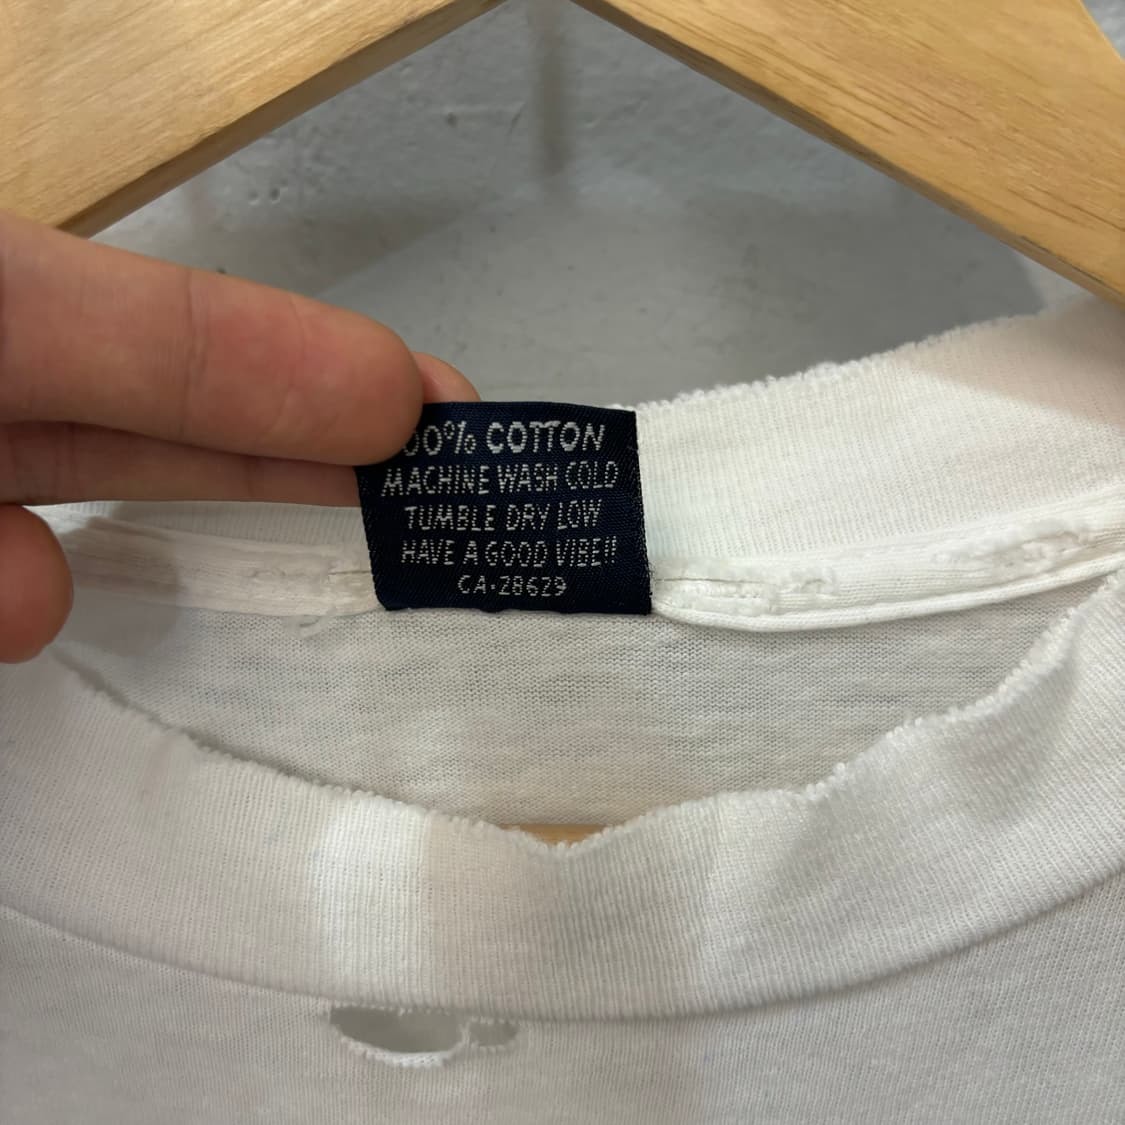 00% COTTON
MACHINE WASH COLD
TUMBLE DRY LOW
HAVE A GOOD VIBE!!
CA·28629